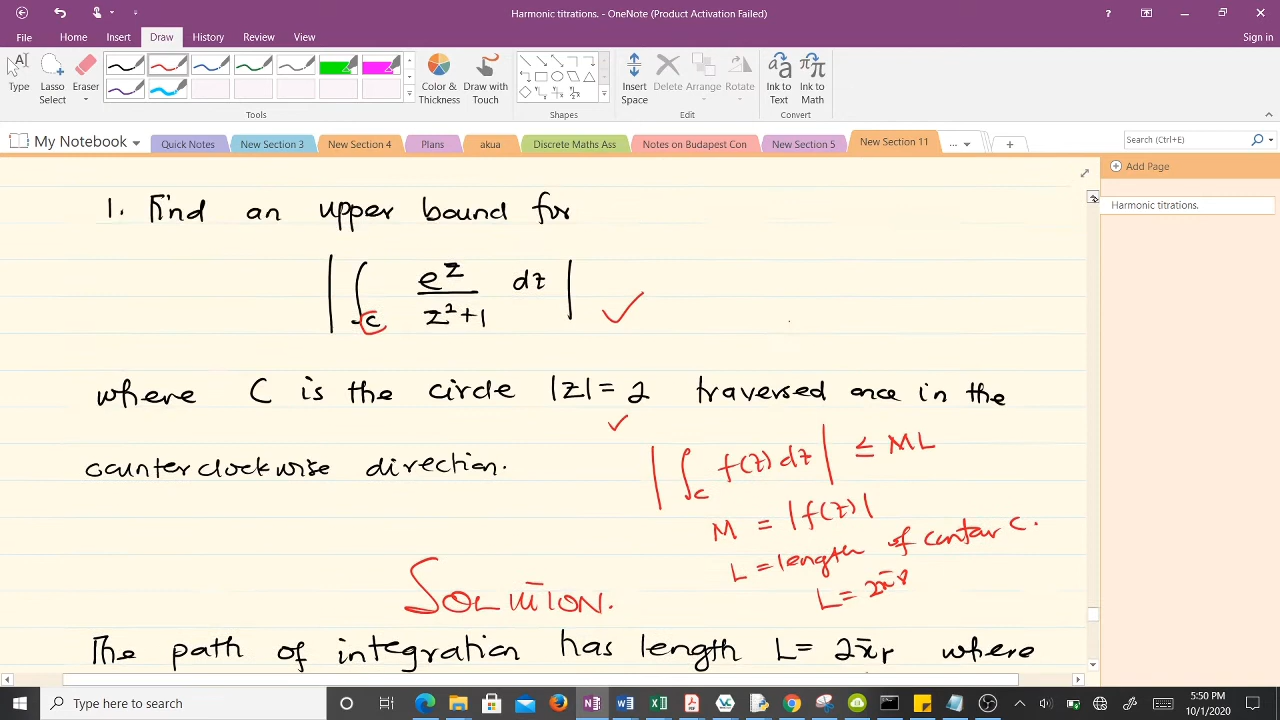 Harmonic titrations. - OneNote (Product Activation Failed)
File Home Insert Draw History Review View Sign in
Type Lasso Select Eraser Color & Thickness Draw with Touch Insert Space Delete Arrange Rotate Ink to Text Ink to Math
Tools Shapes Edit Convert
My Notebook Quick Notes New Section 3 New Section 4 Plans akua Discrete Maths Ass Notes on Budapest Con New Section 5 New Section 11 ... + Search (Ctrl+E)
Add Page
Harmonic titrations.
1. Find an upper bound for
| ∫_C e^z / (z²+1) dz | ✓
where C is the circle |z| = 2 traversed once in the
✓
counterclockwise direction.
| ∫_C f(z) dz | ≤ ML
M = |f(z)|
L = length of contour C.
L = 2πr
SOLUTION.
The path of integration has length L = 2πr where
Type here to search
5:50 PM
10/1/2020